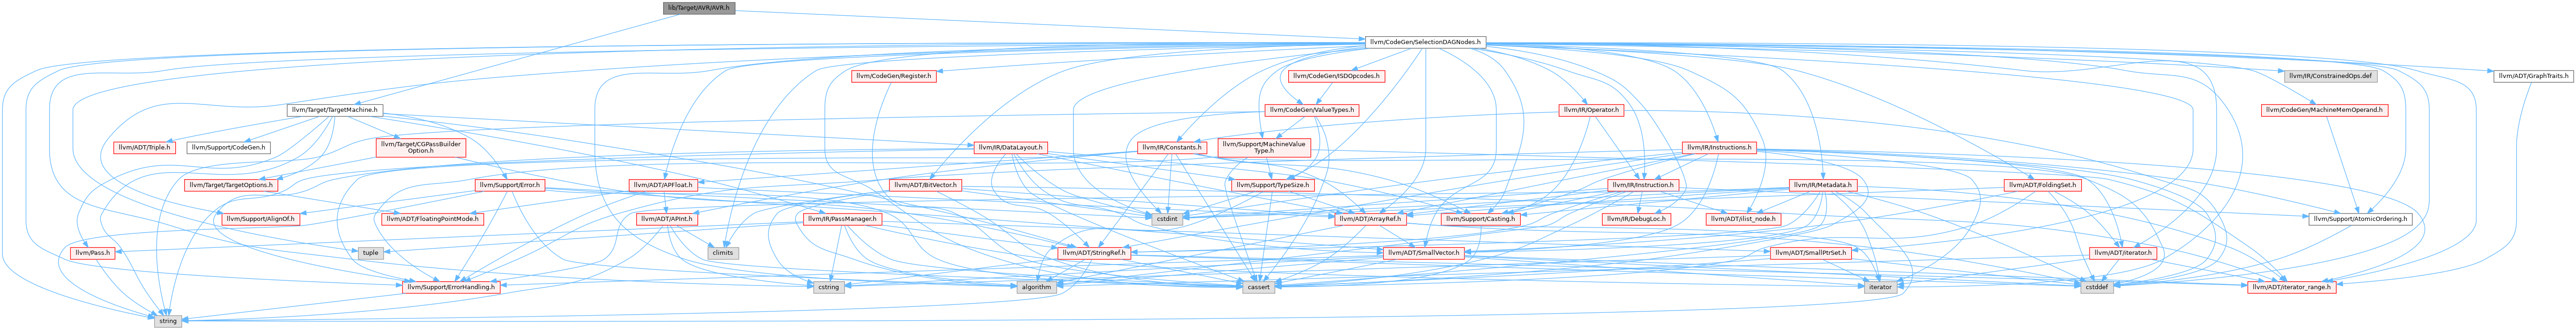 lib/Target/AVR/AVR.h
llvm/CodeGen/SelectionDAGNodes.h
llvm/CodeGen/Register.h
llvm/CodeGen/ISDOpcodes.h
llvm/IR/ConstrainedOps.def
llvm/ADT/GraphTraits.h
llvm/Target/TargetMachine.h
llvm/CodeGen/ValueTypes.h
llvm/IR/Operator.h
llvm/CodeGen/MachineMemOperand.h
llvm/ADT/Triple.h
llvm/Support/CodeGen.h
llvm/Target/CGPassBuilder
Option.h
llvm/IR/DataLayout.h
llvm/IR/Constants.h
llvm/Support/MachineValue
Type.h
llvm/IR/Instructions.h
llvm/Target/TargetOptions.h
llvm/Support/Error.h
llvm/ADT/APFloat.h
llvm/ADT/BitVector.h
llvm/Support/TypeSize.h
llvm/IR/Instruction.h
llvm/IR/Metadata.h
llvm/ADT/FoldingSet.h
llvm/Support/AlignOf.h
llvm/ADT/FloatingPointMode.h
llvm/ADT/APInt.h
llvm/IR/PassManager.h
cstdint
llvm/ADT/ArrayRef.h
llvm/Support/Casting.h
llvm/IR/DebugLoc.h
llvm/ADT/ilist_node.h
llvm/Support/AtomicOrdering.h
llvm/Pass.h
tuple
climits
llvm/ADT/StringRef.h
llvm/ADT/SmallVector.h
llvm/ADT/SmallPtrSet.h
llvm/ADT/iterator.h
llvm/Support/ErrorHandling.h
cstring
algorithm
cassert
iterator
cstddef
llvm/ADT/iterator_range.h
string